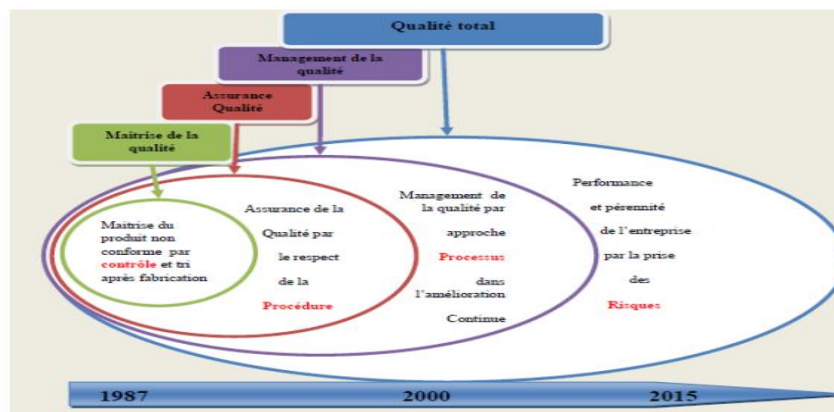 Qualité total
Management de la
qualité
Assurance
Qualité
Maitrise de la
qualité
Maitrise du
produit non
conforme par
contrôle et tri
après fabrication
Assurance de la
Qualité par
le respect
de la
Procédure
Management de
la qualité par
approche
Processus
dans
l'amélioration
Continue
Performance
et pérennité
de l'entreprise
par la prise
des
Risques
1987
2000
2015